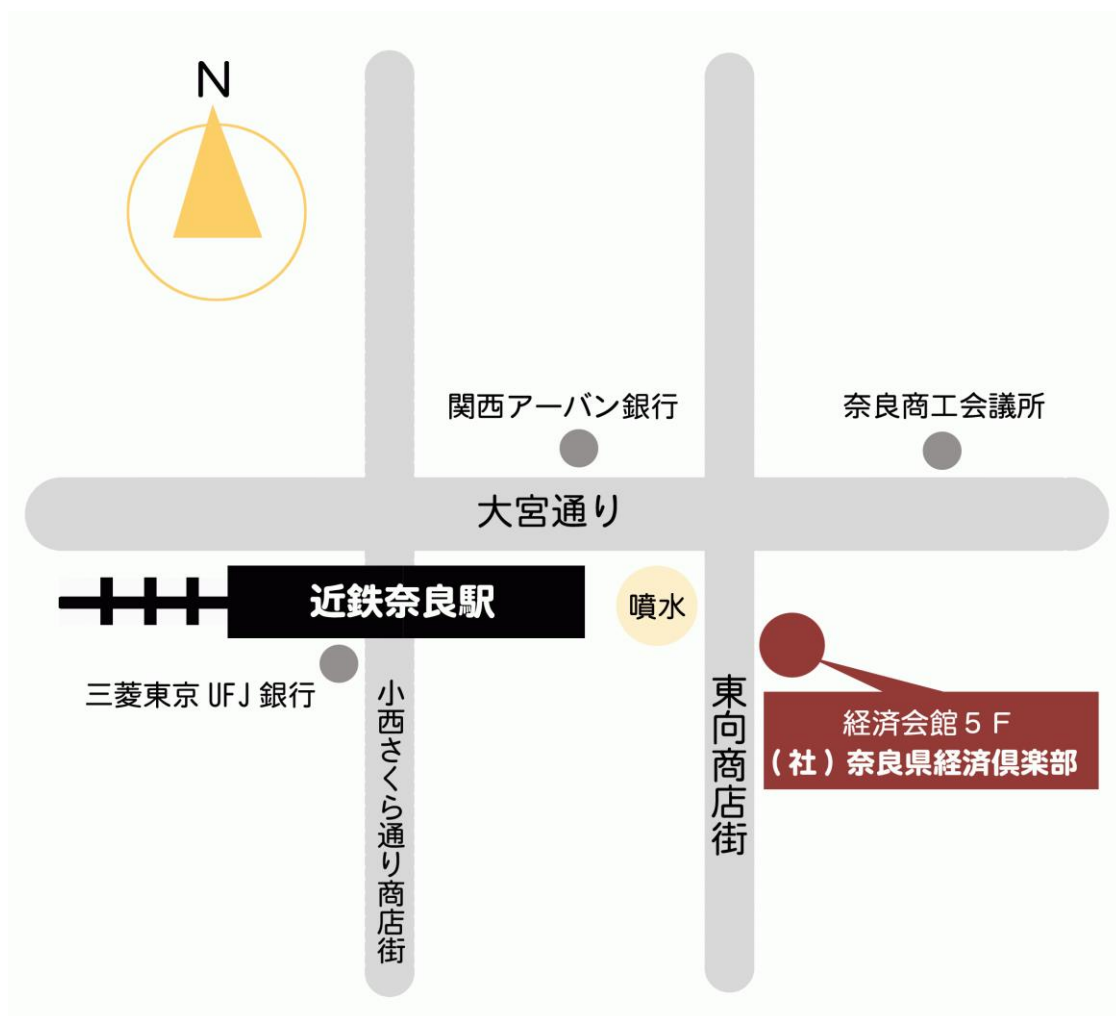 N
関西アーバン銀行
奈良商工会議所
大宮通り
近鉄奈良駅
噴水
三菱東京 UFJ 銀行
小西さくら通り商店街
東向商店街
経済会館5F
(社)奈良県経済倶楽部